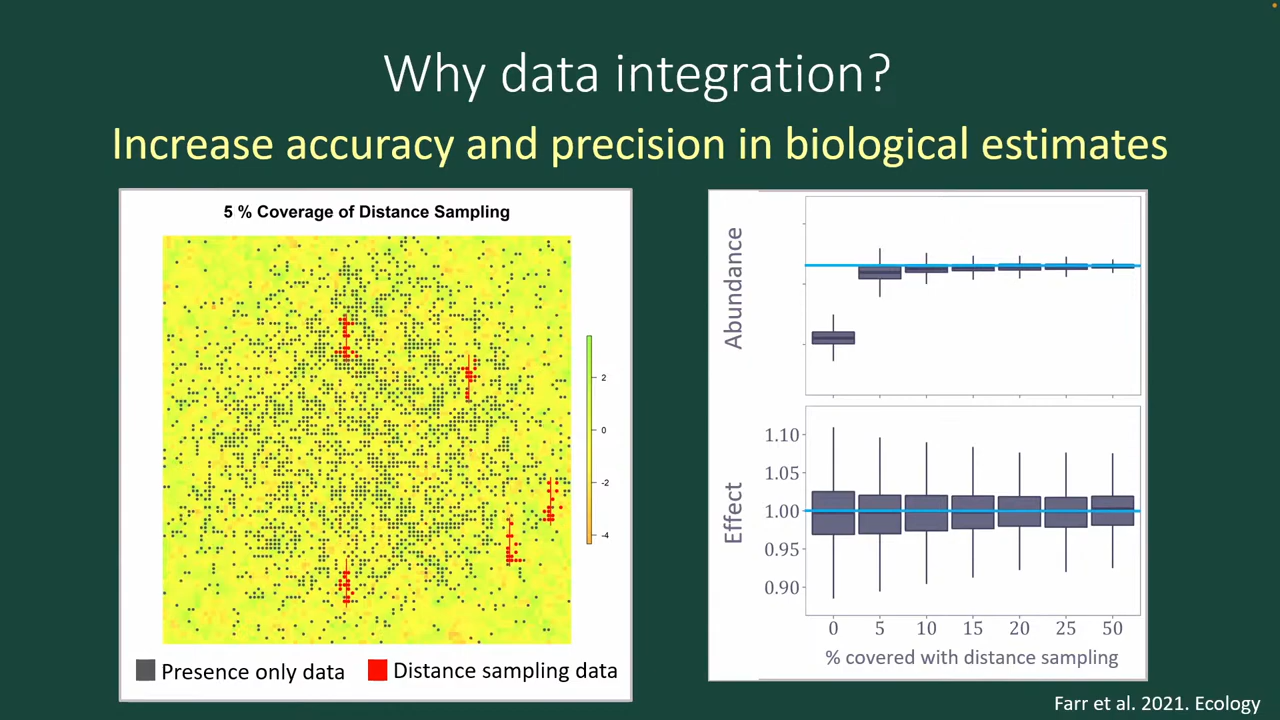 Why data integration?
Increase accuracy and precision in biological estimates
5 % Coverage of Distance Sampling
2
0
-2
-4
Presence only data
Distance sampling data
Abundance
Effect
1.10
1.05
1.00
0.95
0.90
0 5 10 15 20 25 50
% covered with distance sampling
Farr et al. 2021. Ecology